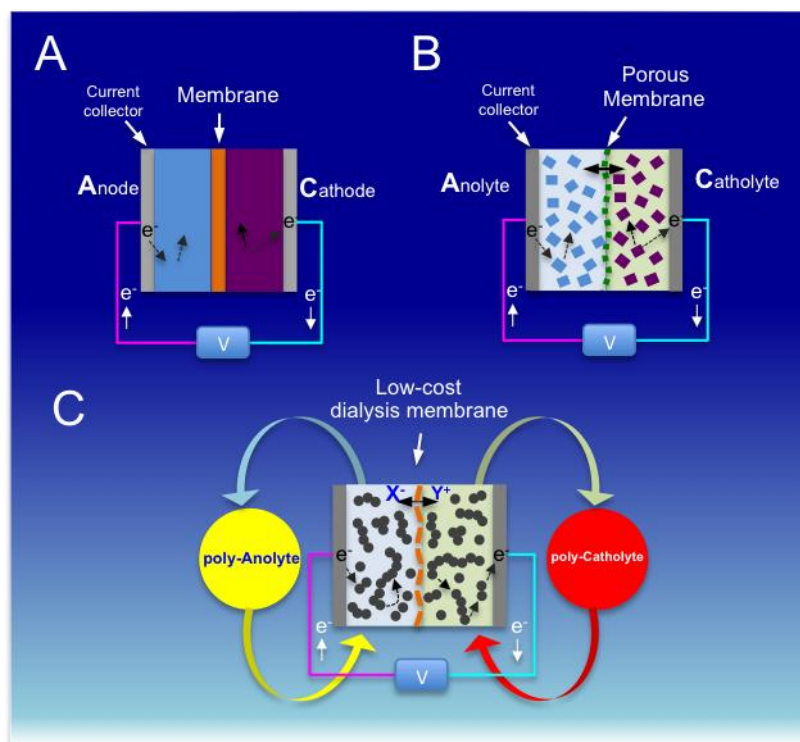 A
Current
collector
Membrane
Anode
Cathode
e-
e-
e-
e-
V
B
Current
collector
Porous
Membrane
Anolyte
Catholyte
e-
e-
e-
e-
V
C
Low-cost
dialysis membrane
X- Y+
poly-Anolyte
poly-Catholyte
e-
e-
e-
e-
V